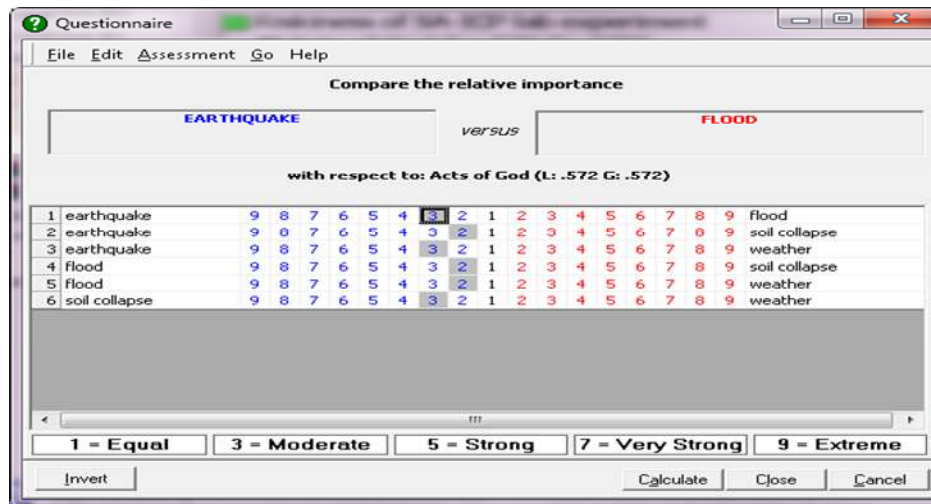 Questionnaire
File Edit Assessment Go Help
Compare the relative importance
EARTHQUAKE versus FLOOD
with respect to: Acts of God (L: .572 G: .572)
1 earthquake 9 8 7 6 5 4 3 2 1 2 3 4 5 6 7 8 9 flood
2 earthquake 9 8 7 6 5 4 3 2 1 2 3 4 5 6 7 8 9 soil collapse
3 earthquake 9 8 7 6 5 4 3 2 1 2 3 4 5 6 7 8 9 weather
4 flood 9 8 7 6 5 4 3 2 1 2 3 4 5 6 7 8 9 soil collapse
5 flood 9 8 7 6 5 4 3 2 1 2 3 4 5 6 7 8 9 weather
6 soil collapse 9 8 7 6 5 4 3 2 1 2 3 4 5 6 7 8 9 weather
1 = Equal 3 = Moderate 5 = Strong 7 = Very Strong 9 = Extreme
Invert Calculate Close Cancel